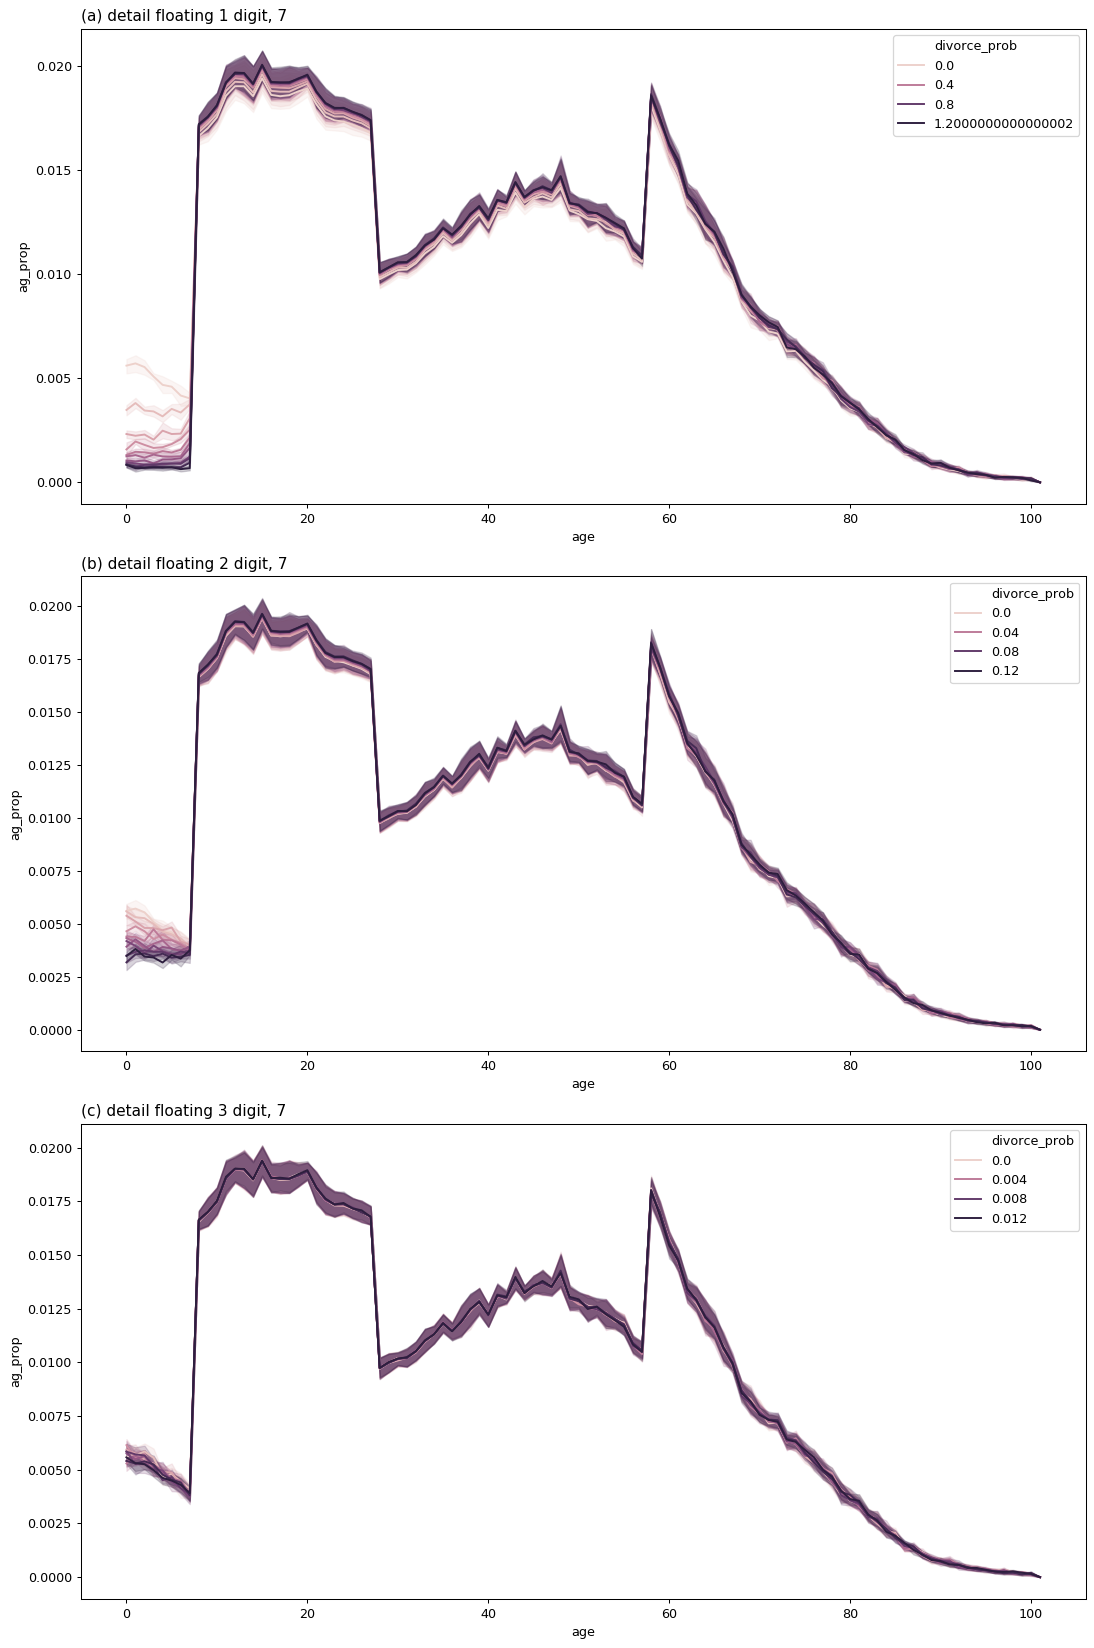 (a) detail floating 1 digit, 7
divorce_prob
0.0
0.4
0.8
1.2000000000000002
0.020
0.015
0.010
0.005
0.000
ag_prop
0 20 40 60 80 100
age
(b) detail floating 2 digit, 7
divorce_prob
0.0
0.04
0.08
0.12
0.0200
0.0175
0.0150
0.0125
0.0100
0.0075
0.0050
0.0025
0.0000
ag_prop
0 20 40 60 80 100
age
(c) detail floating 3 digit, 7
divorce_prob
0.0
0.004
0.008
0.012
0.0200
0.0175
0.0150
0.0125
0.0100
0.0075
0.0050
0.0025
0.0000
ag_prop
0 20 40 60 80 100
age